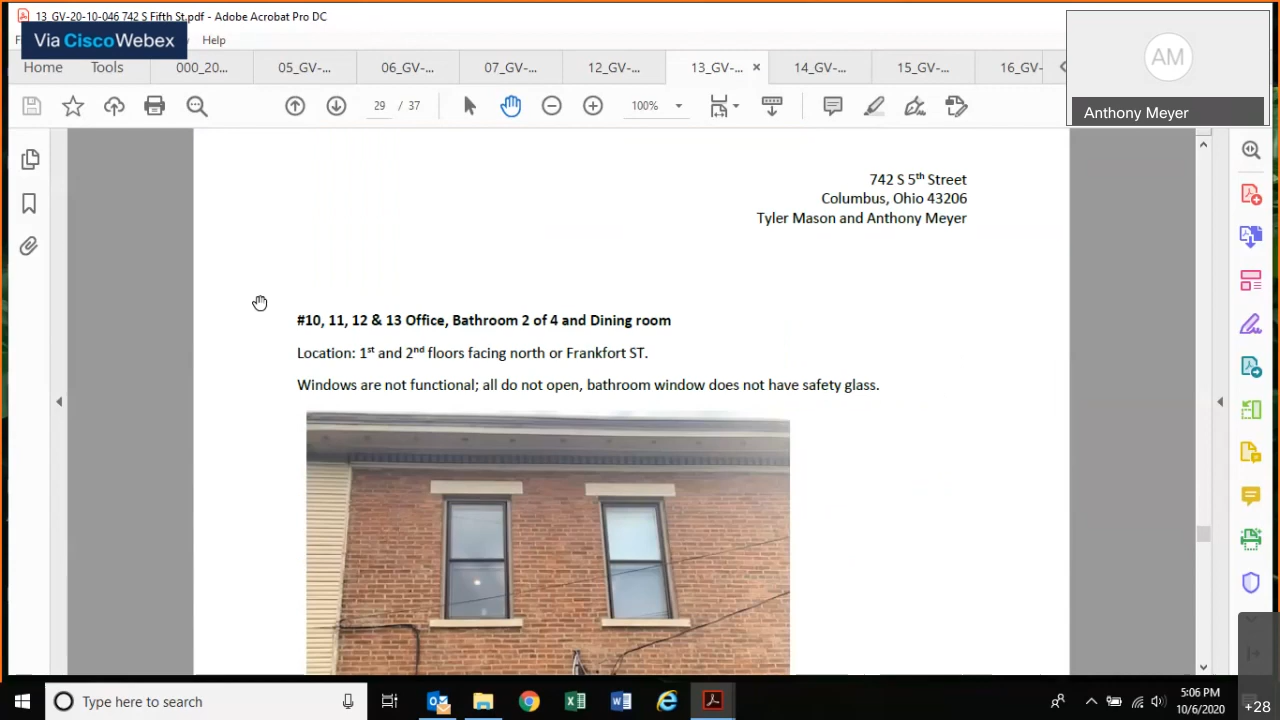 13_GV-20-10-046 742 S Fifth St.pdf - Adobe Acrobat Pro DC
Via Cisco Webex
Help
Home Tools 000_20... 05_GV-... 06_GV-... 07_GV-... 12_GV-... 13_GV-... 14_GV-... 15_GV-... 16_GV-
AM
Anthony Meyer
29 / 37 100%
742 S 5th Street
Columbus, Ohio 43206
Tyler Mason and Anthony Meyer
#10, 11, 12 & 13 Office, Bathroom 2 of 4 and Dining room
Location: 1st and 2nd floors facing north or Frankfort ST.
Windows are not functional; all do not open, bathroom window does not have safety glass.
+28
Type here to search
5:06 PM
10/6/2020